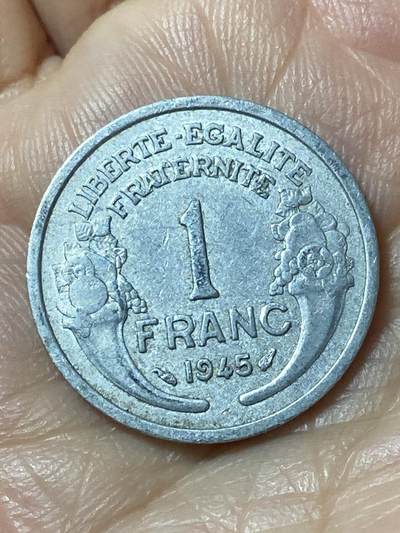 LIBERTE-EGALITE
FRATERNITE
1
FRANC
1945